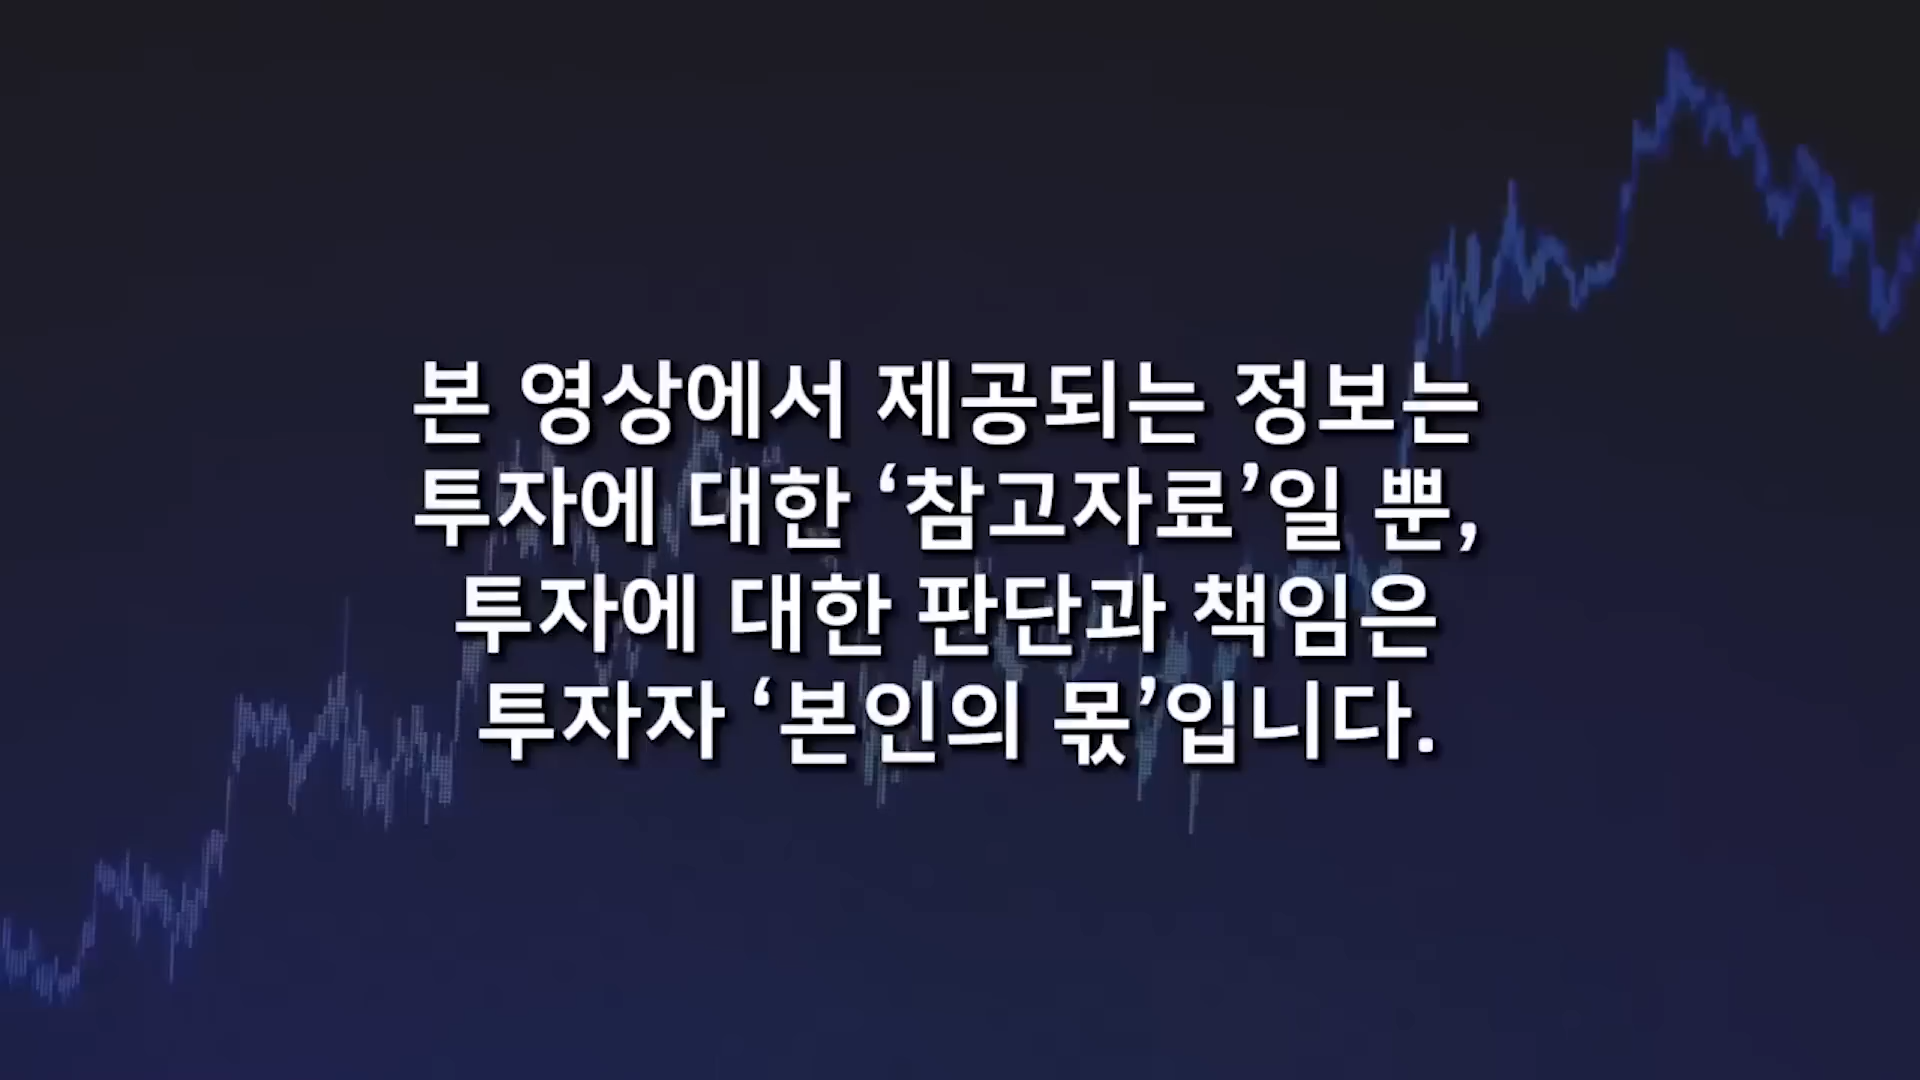 본 영상에서 제공되는 정보는
투자에 대한 ‘참고자료’일 뿐,
투자에 대한 판단과 책임은
투자자 ‘본인의 몫’입니다.